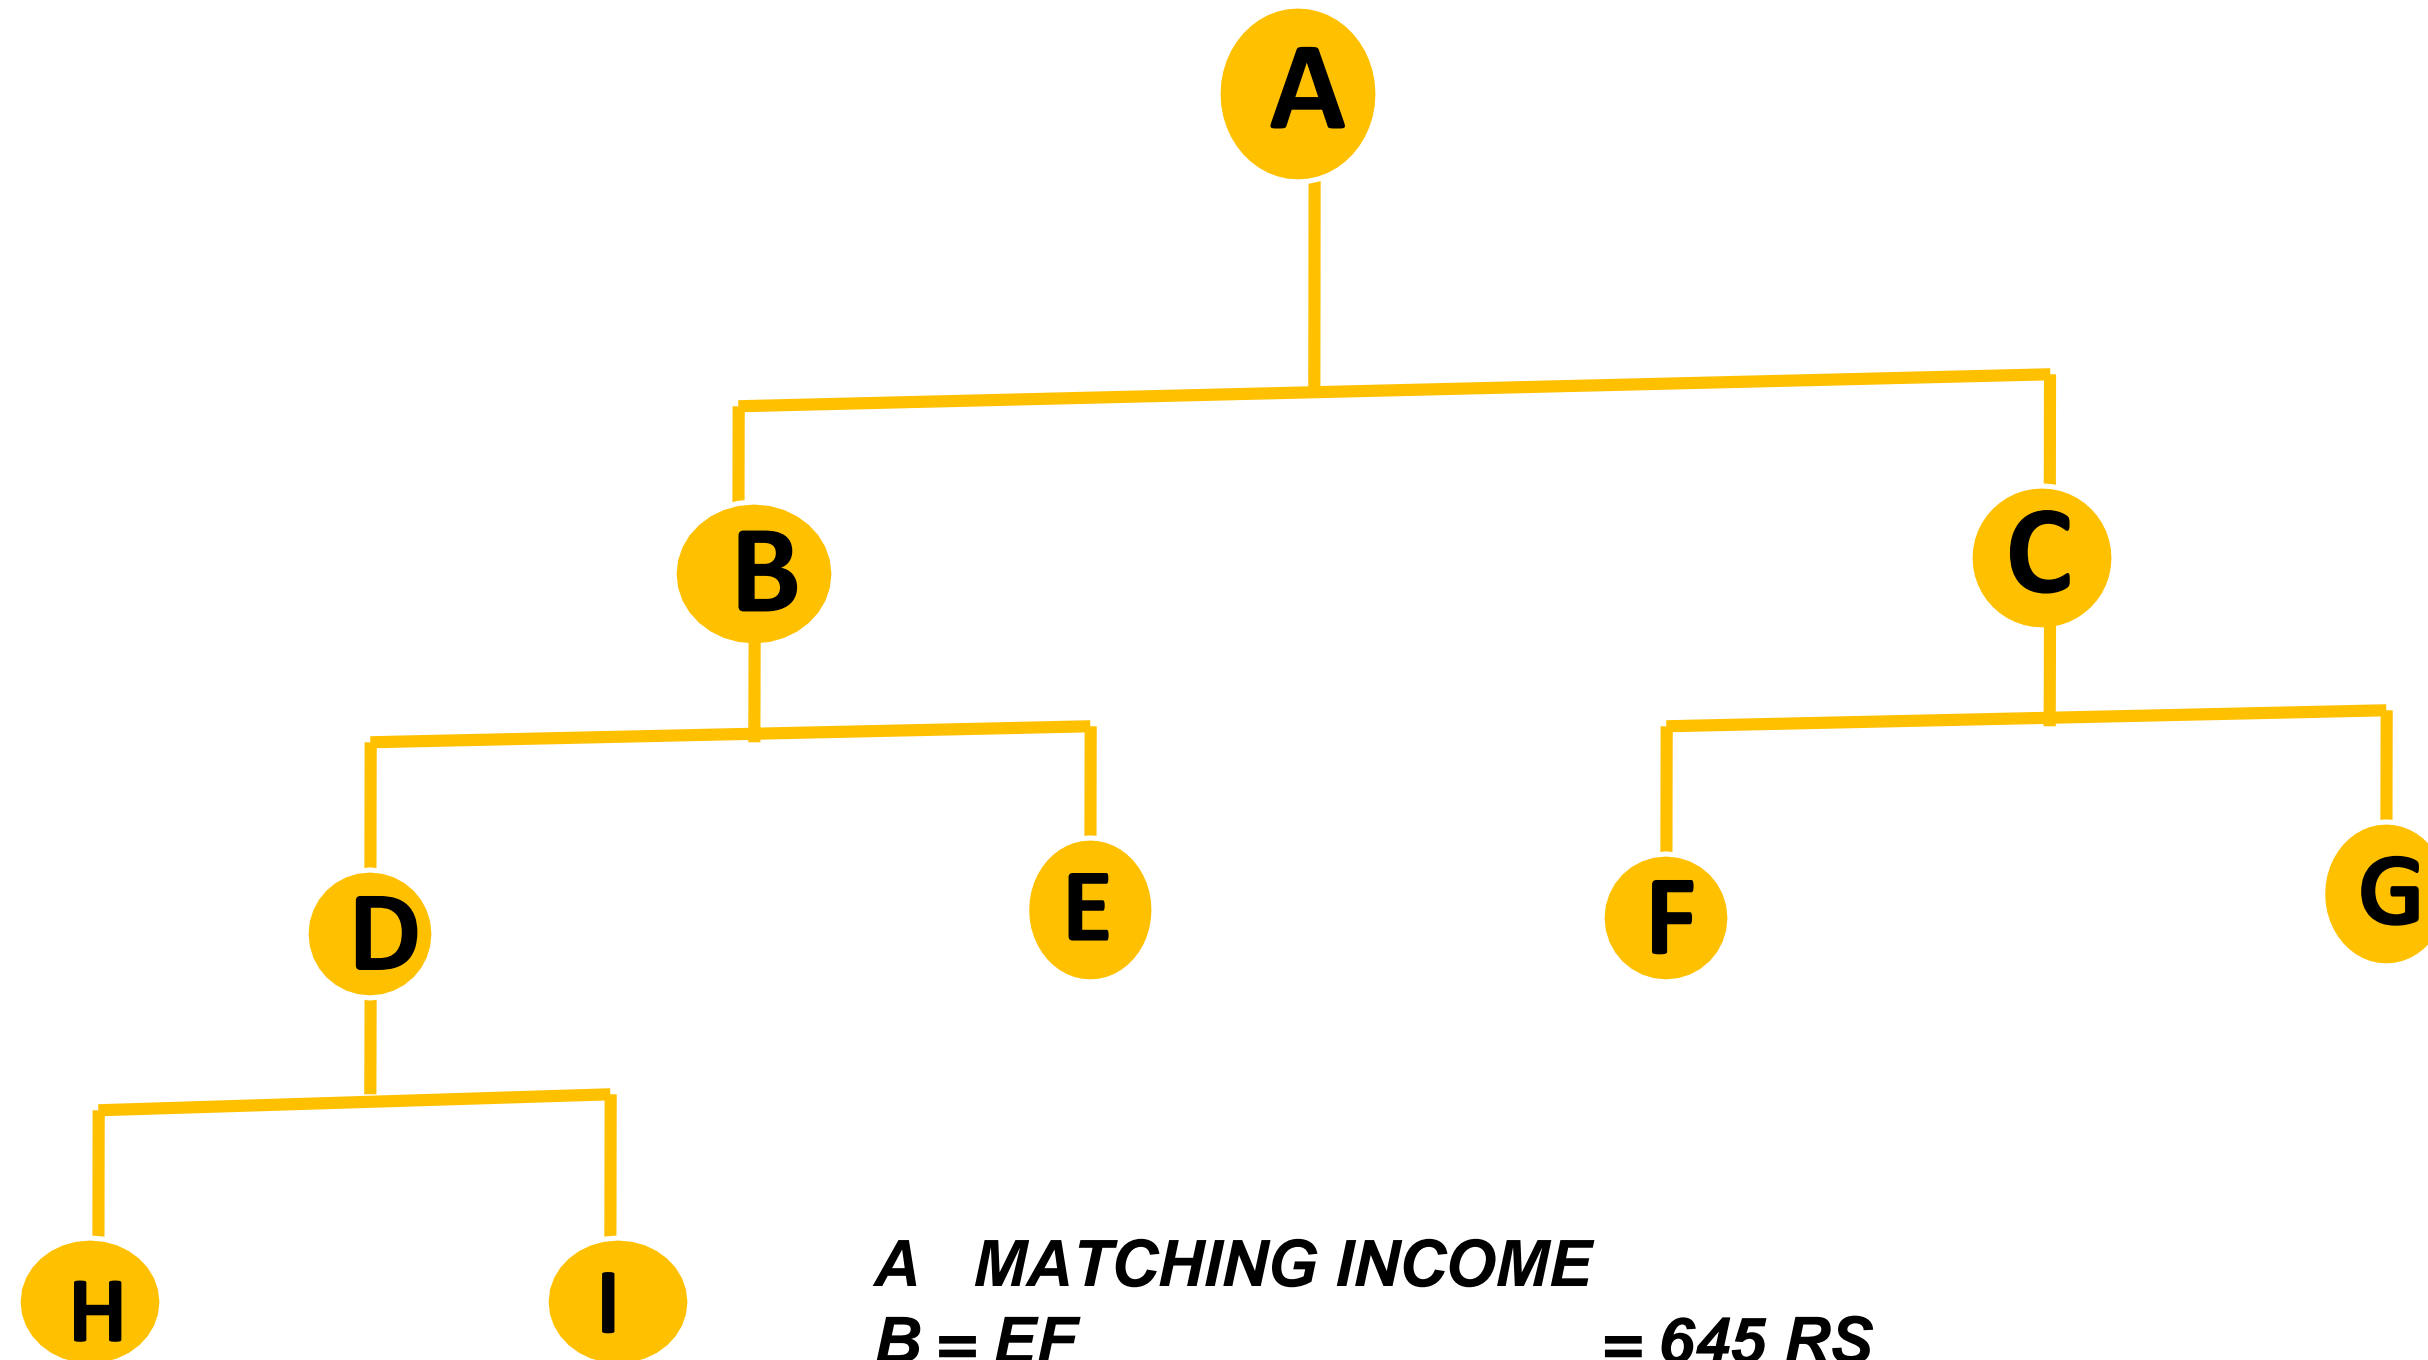 A
B
C
D
E
F
G
H
I
A MATCHING INCOME
B = EF = 645 RS